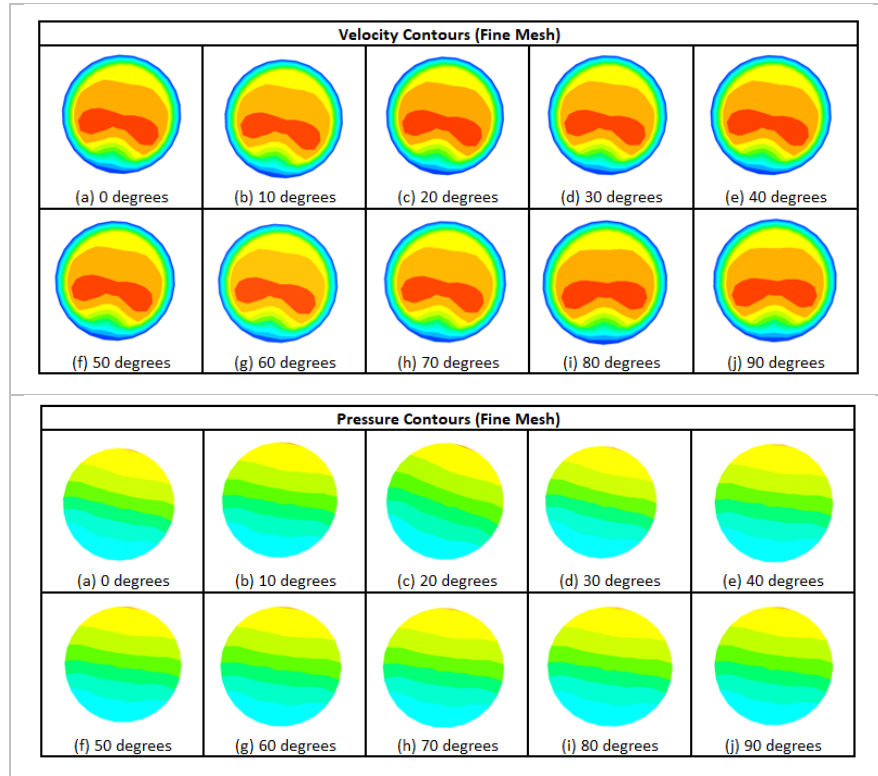 Velocity Contours (Fine Mesh)
(a) 0 degrees
(b) 10 degrees
(c) 20 degrees
(d) 30 degrees
(e) 40 degrees
(f) 50 degrees
(g) 60 degrees
(h) 70 degrees
(i) 80 degrees
(j) 90 degrees
Pressure Contours (Fine Mesh)
(a) 0 degrees
(b) 10 degrees
(c) 20 degrees
(d) 30 degrees
(e) 40 degrees
(f) 50 degrees
(g) 60 degrees
(h) 70 degrees
(i) 80 degrees
(j) 90 degrees